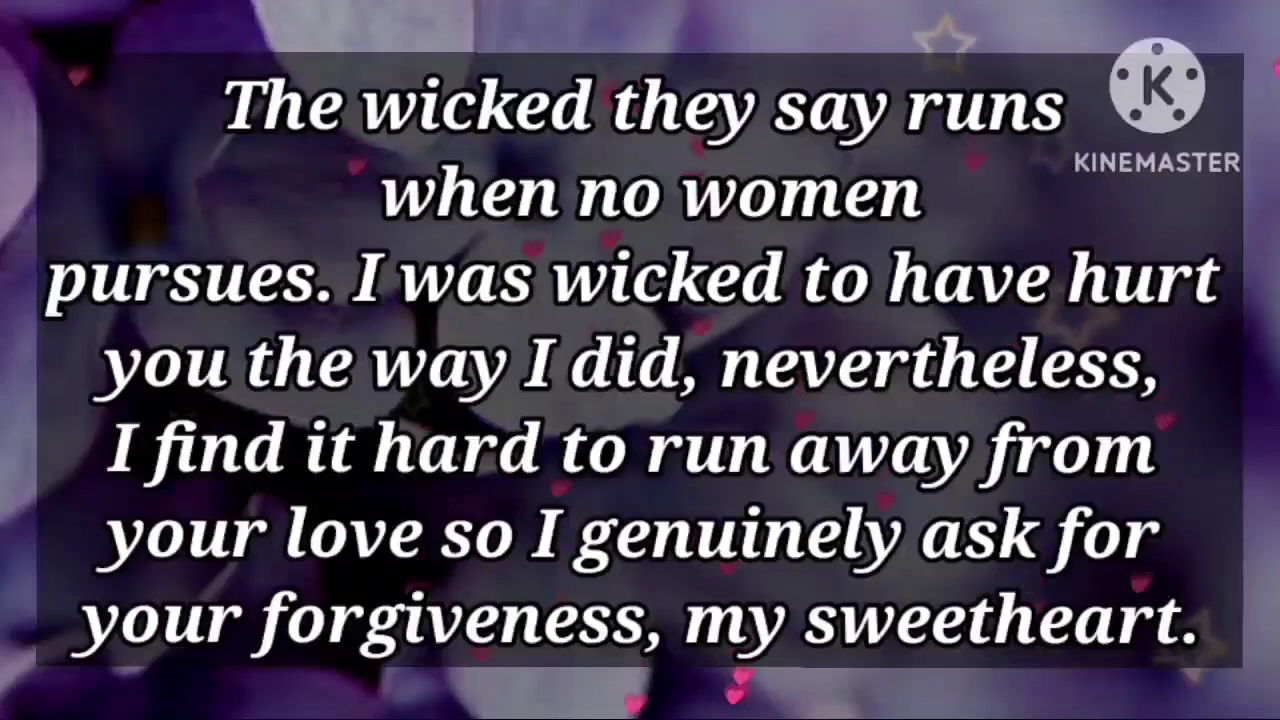 The wicked they say runs
when no women
pursues. I was wicked to have hurt
you the way I did, nevertheless,
I find it hard to run away from
your love so I genuinely ask for
your forgiveness, my sweetheart.
K
KINEMASTER